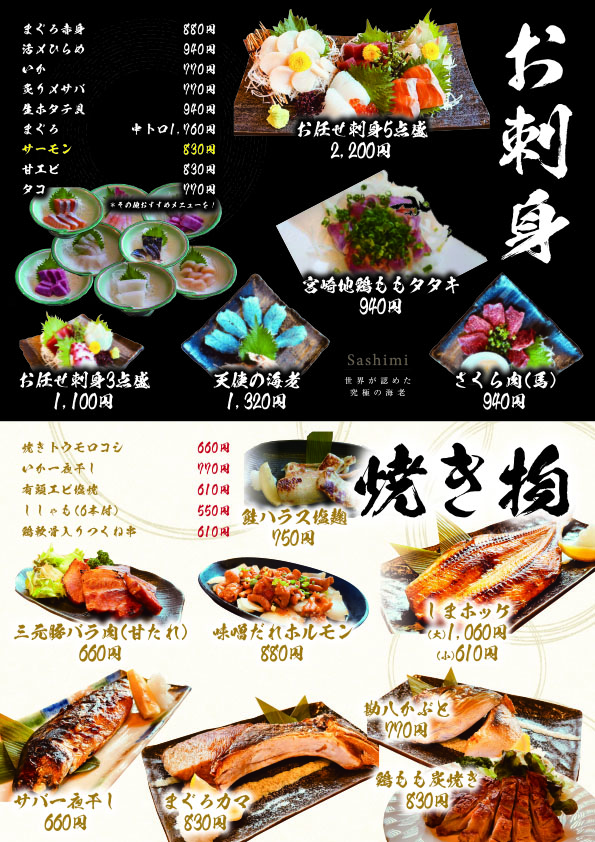 お刺身
まぐろ赤身 880円
活〆ひらめ 940円
いか 770円
炙り〆サバ 770円
生ホタテ貝 940円
まぐろ 中トロ1,760円
サーモン 830円
甘エビ 830円
タコ 770円
*その他おすすめメニューも!
お任せ刺身5点盛
2,200円
宮崎地鶏ももタタキ
940円
お任せ刺身3点盛
1,100円
天使の海老
1,320円
Sashimi
世界が認めた
究極の海老
さくら肉(馬)
940円
焼き物
焼きトウモロコシ 660円
いか一夜干し 770円
有頭エビ塩焼 610円
ししゃも(6本付) 550円
鶏軟骨入りつくね串 610円
鮭ハラス塩麹
750円
三元豚バラ肉(甘たれ)
660円
味噌だれホルモン
880円
しまホッケ
(大)1,060円
(小)610円
サバ一夜干し
660円
まぐろカマ
830円
勘八かぶと
770円
鶏もも炭焼き
830円